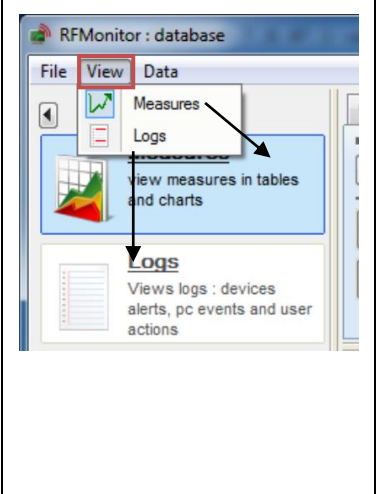 RFMonitor : database
File View Data
Measures
Logs
Measures
view measures in tables
and charts
Logs
Views logs : devices
alerts, pc events and user
actions